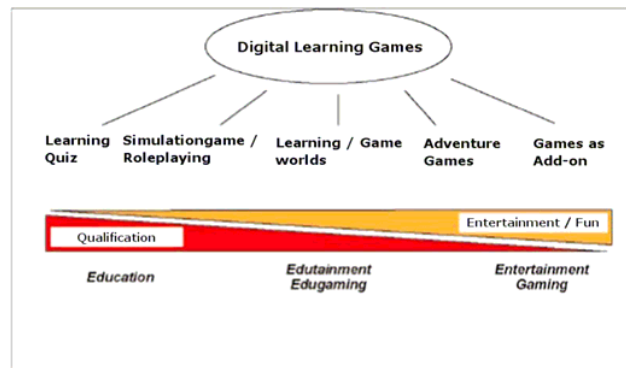 Digital Learning Games
Learning
Quiz
Simulationgame /
Roleplaying
Learning / Game
worlds
Adventure
Games
Games as
Add-on
Entertainment / Fun
Qualification
Education
Edutainment
Edugaming
Entertainment
Gaming